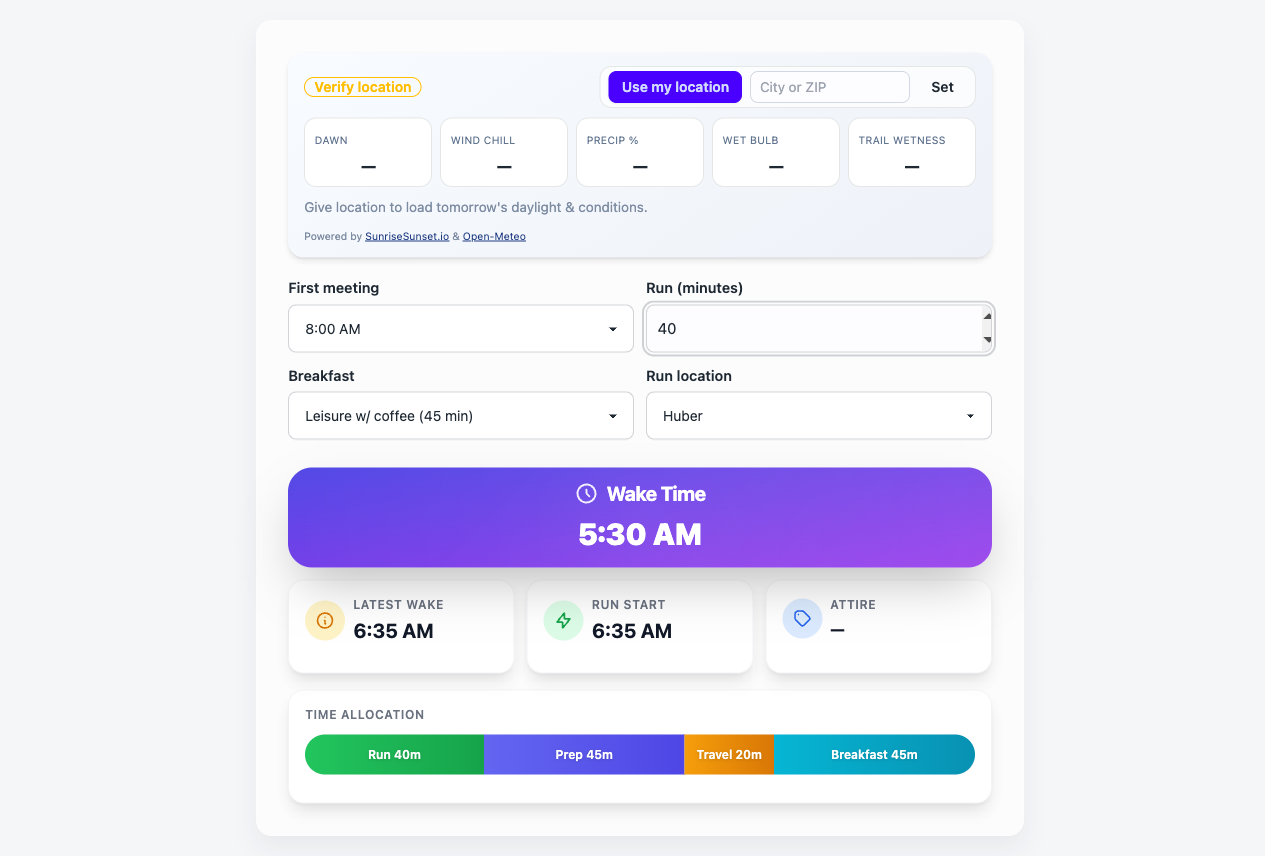 Verify location
Use my location
City or ZIP
Set
DAWN
—
WIND CHILL
—
PRECIP %
—
WET BULB
—
TRAIL WETNESS
—
Give location to load tomorrow's daylight & conditions.
Powered by SunriseSunset.io & Open-Meteo
First meeting
8:00 AM
Run (minutes)
40
Breakfast
Leisure w/ coffee (45 min)
Run location
Huber
Wake Time
5:30 AM
LATEST WAKE
6:35 AM
RUN START
6:35 AM
ATTIRE
—
TIME ALLOCATION
Run 40m
Prep 45m
Travel 20m
Breakfast 45m